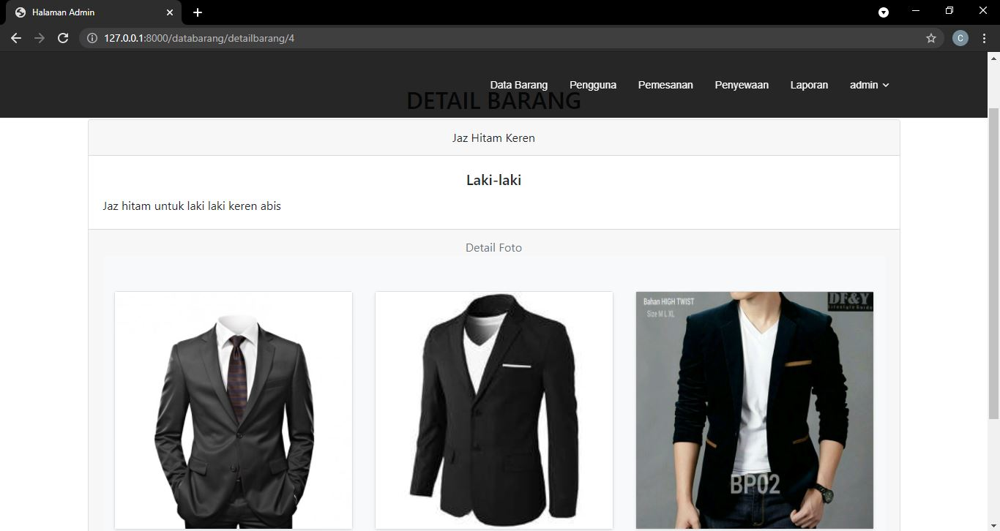 Halaman Admin
127.0.0.1:8000/databarang/detailbarang/4
C
Data Barang
Pengguna
Pemesanan
Penyewaan
Laporan
admin
DETAIL BARANG
Jaz Hitam Keren
Laki-laki
Jaz hitam untuk laki laki keren abis
Detail Foto
Bahan HIGH TWIST
Size M L XL
DF&Y
Lifestyle Guide
BP02